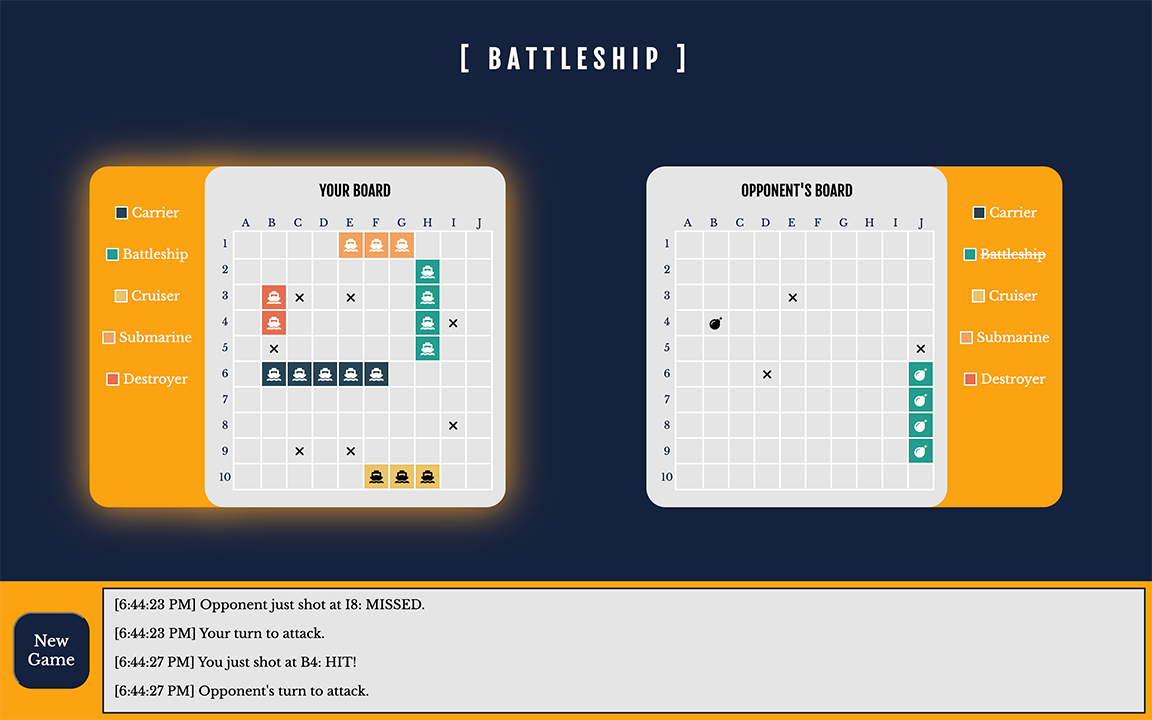 [ BATTLESHIP ]
YOUR BOARD
A B C D E F G H I J
1
2
3
4
5
6
7
8
9
10
Carrier
Battleship
Cruiser
Submarine
Destroyer
OPPONENT'S BOARD
A B C D E F G H I J
1
2
3
4
5
6
7
8
9
10
Carrier
Battleship
Cruiser
Submarine
Destroyer
New
Game
[6:44:23 PM] Opponent just shot at I8: MISSED.
[6:44:23 PM] Your turn to attack.
[6:44:27 PM] You just shot at B4: HIT!
[6:44:27 PM] Opponent's turn to attack.